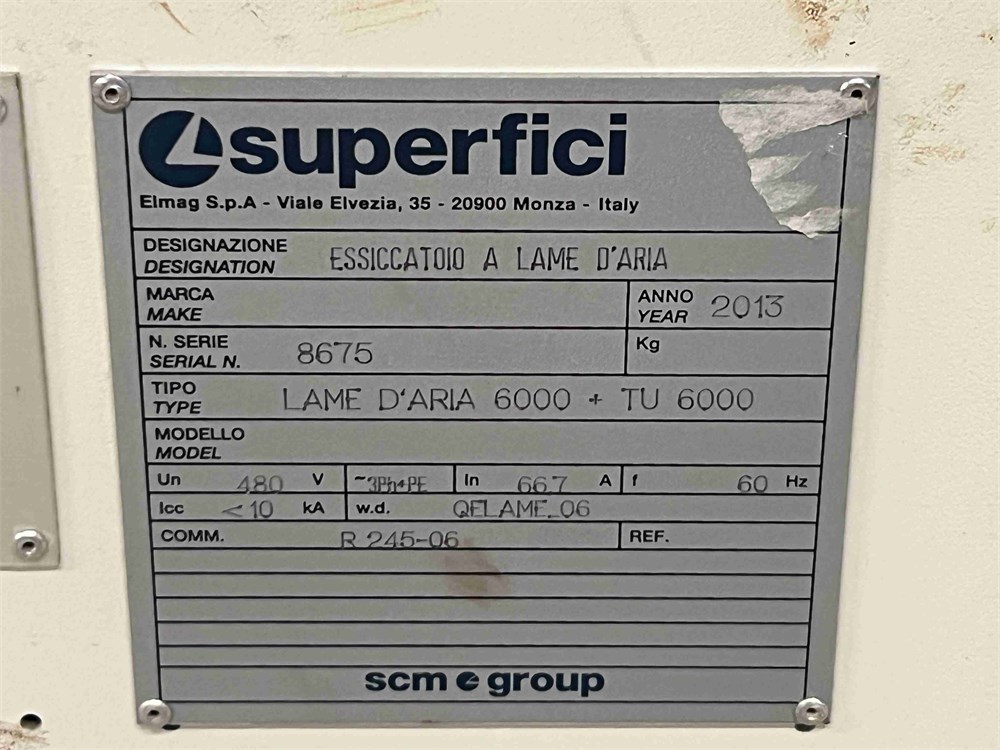 superfici
Elmag S.p.A - Viale Elvezia, 35 - 20900 Monza - Italy
DESIGNAZIONE
DESIGNATION
ESSICCATOIO A LAME D'ARIA
MARCA
MAKE
ANNO
YEAR
2013
N. SERIE
SERIAL N.
8675
Kg
TIPO
TYPE
LAME D'ARIA 6000 + TU 6000
MODELLO
MODEL
Un 480 V ~3Ph+PE In 66.7 A f 60 Hz
Icc <10 kA w.d. QELAME_06
COMM. R 245-06 REF.
scm group